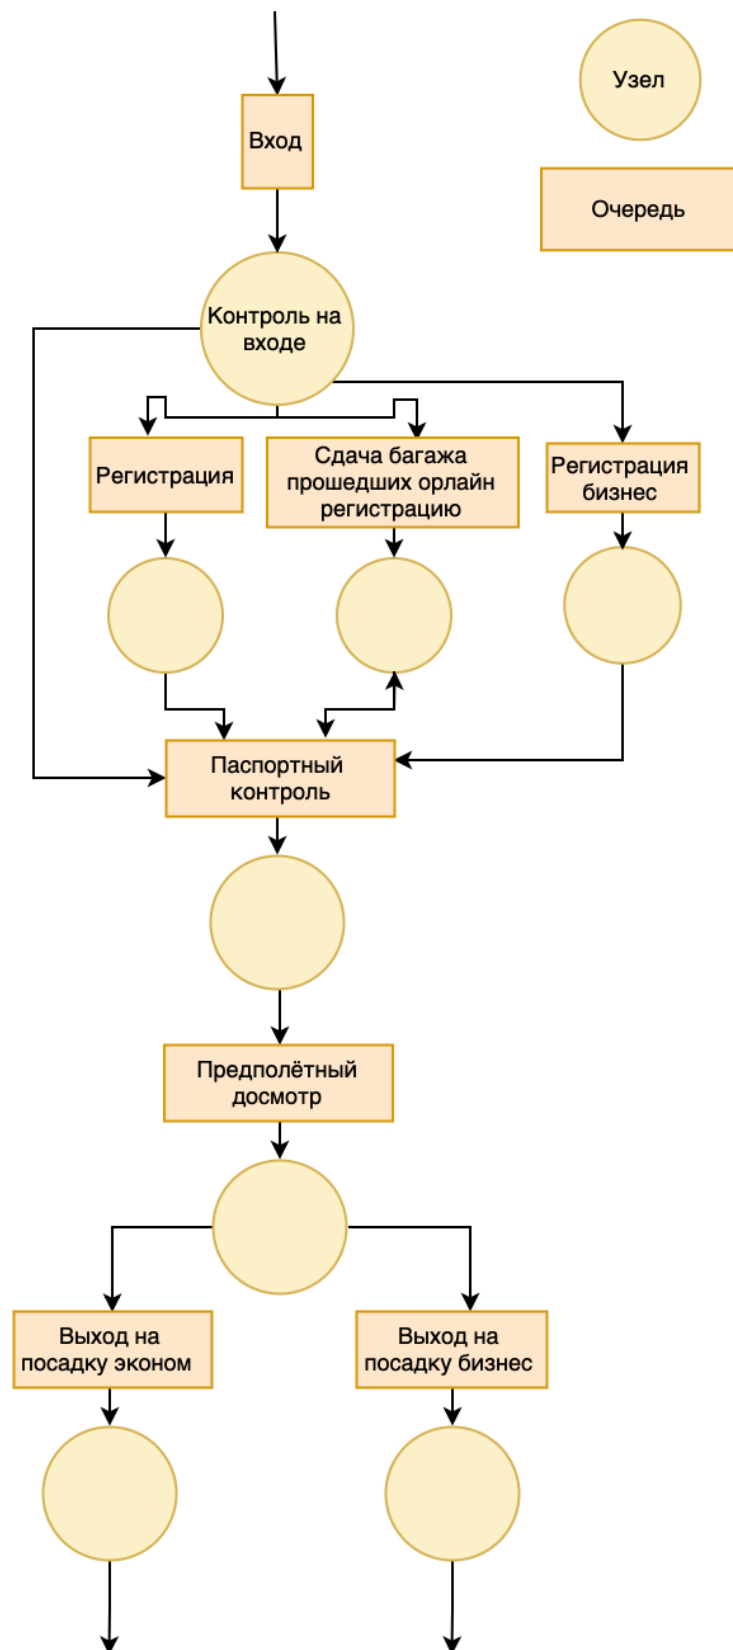 Узел
Вход
Очередь
Контроль на
входе
Регистрация
Сдача багажа
прошедших орлайн
регистрацию
Регистрация
бизнес
Паспортный
контроль
Предполётный
досмотр
Выход на
посадку эконом
Выход на
посадку бизнес